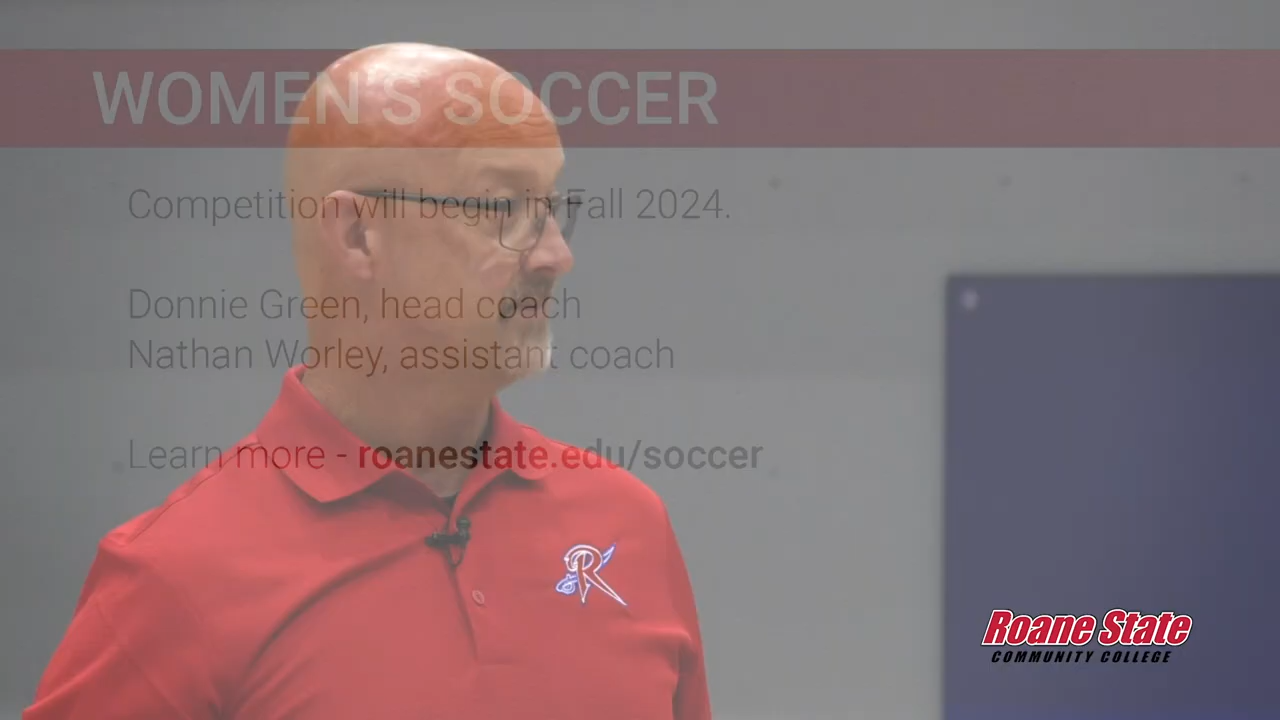 WOMEN'S SOCCER
Competition will begin in Fall 2024.
Donnie Green, head coach
Nathan Worley, assistant coach
Learn more - roanestate.edu/soccer
R
Roane State
COMMUNITY COLLEGE